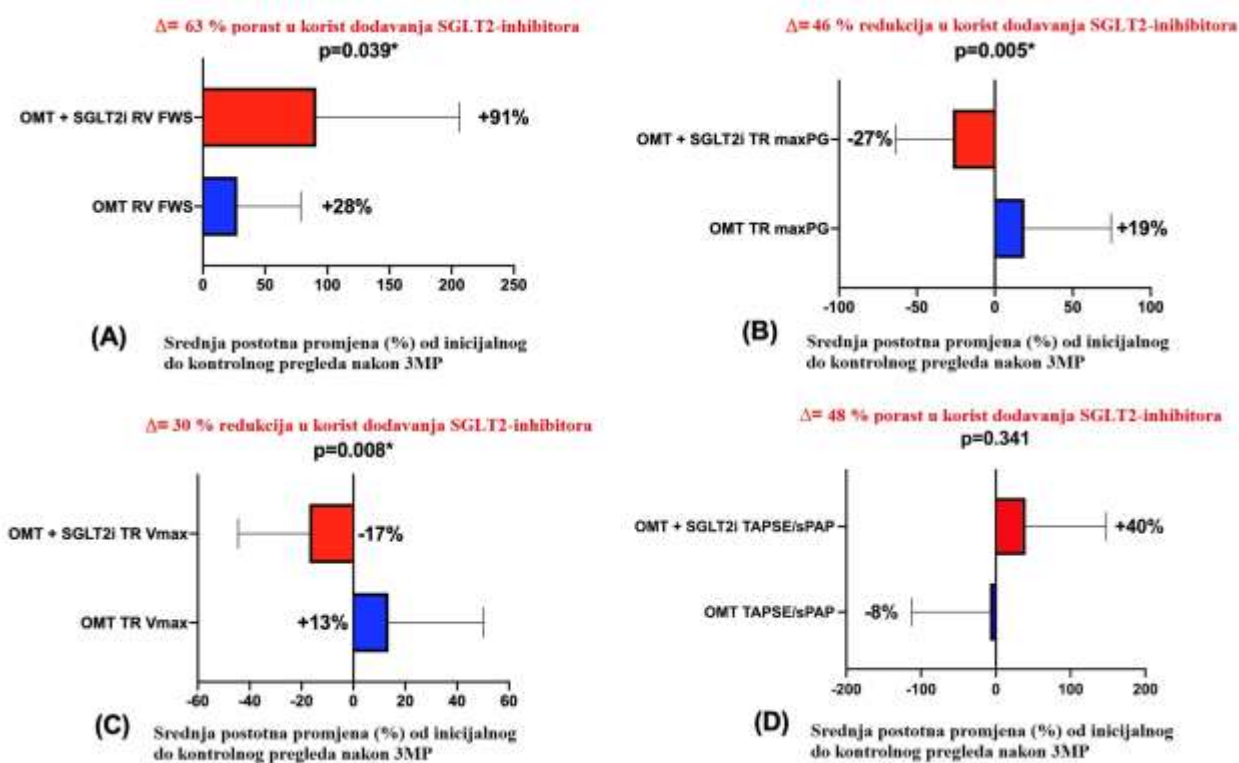 Δ= 63 % porast u korist dodavanja SGLT2-inhibitora
p=0.039*
OMT + SGLT2i RV FWS
+91%
OMT RV FWS
+28%
0 50 100 150 200 250
(A)
Srednja postotna promjena (%) od inicijalnog
do kontrolnog pregleda nakon 3MP
Δ= 46 % redukcija u korist dodavanja SGLT2-inihibitora
p=0.005*
OMT + SGLT2i TR maxPG
-27%
OMT TR maxPG
+19%
-100 -50 0 50 100
(B)
Srednja postotna promjena (%) od inicijalnog
do kontrolnog pregleda nakon 3MP
Δ= 30 % redukcija u korist dodavanja SGLT2-inhibitora
p=0.008*
OMT + SGLT2i TR Vmax
-17%
OMT TR Vmax
+13%
-60 -40 -20 0 20 40 60
(C)
Srednja postotna promjena (%) od inicijalnog
do kontrolnog pregleda nakon 3MP
Δ= 48 % porast u korist dodavanja SGLT2-inhibitora
p=0.341
OMT + SGLT2i TAPSE/sPAP
+40%
OMT TAPSE/sPAP
-8%
-200 -100 0 100 200
(D)
Srednja postotna promjena (%) od inicijalnog
do kontrolnog pregleda nakon 3MP